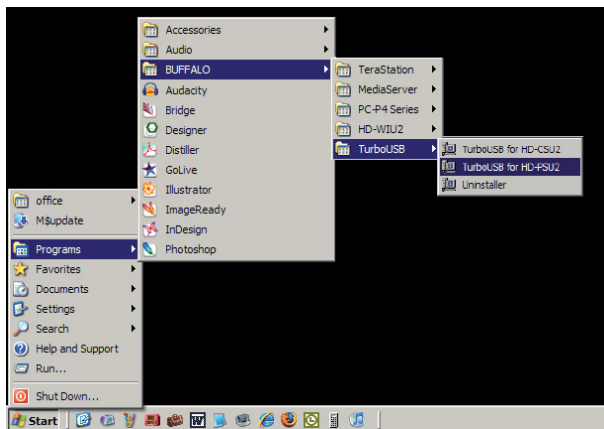 Accessories
Audio
BUFFALO
Audacity
Bridge
Designer
Distiller
GoLive
Illustrator
ImageReady
InDesign
Photoshop
TeraStation
MediaServer
PC-P4 Series
HD-WIU2
TurboUSB
TurboUSB for HD-CSU2
TurboUSB for HD-PSU2
Uninstaller
office
M$update
Programs
Favorites
Documents
Settings
Search
Help and Support
Run...
Shut Down...
Start